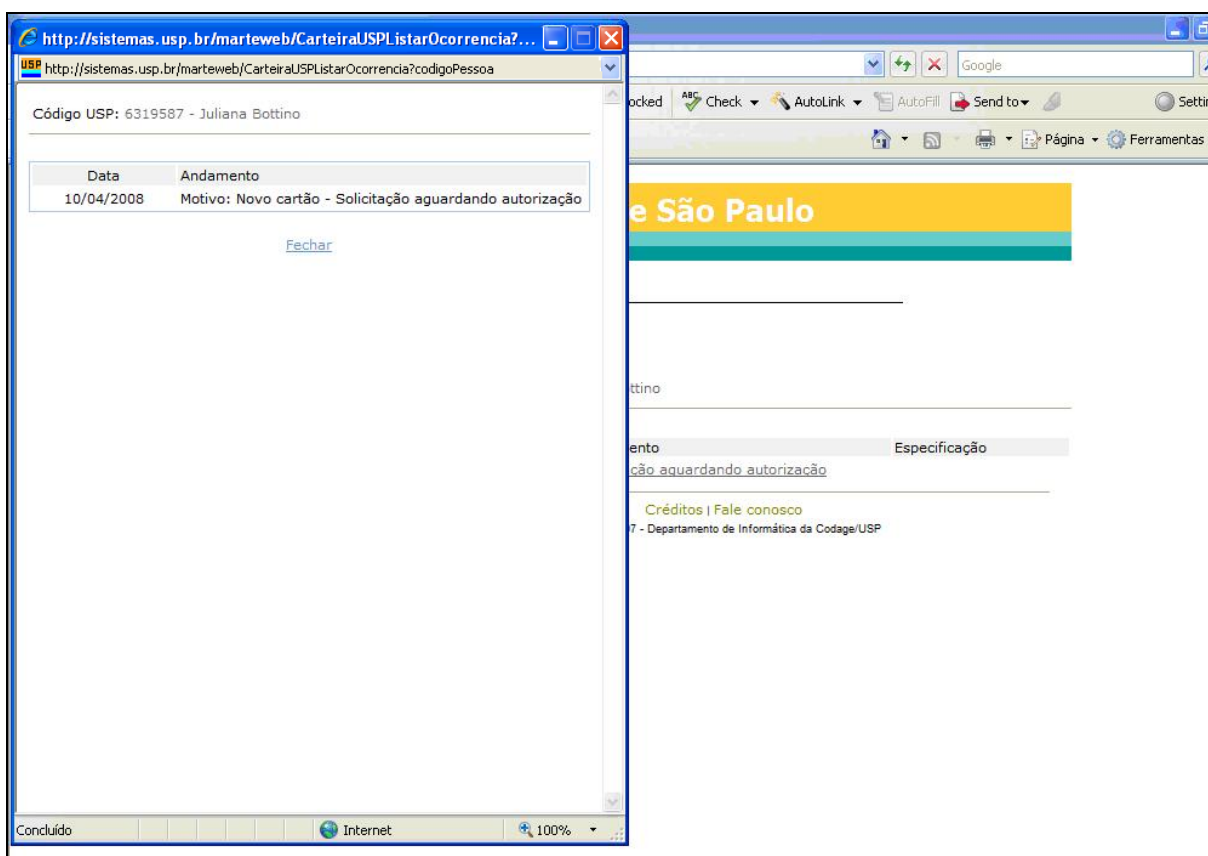 http://sistemas.usp.br/marteweb/CarteiraUSPListarOcorrencia?...
USP http://sistemas.usp.br/marteweb/CarteiraUSPListarOcorrencia?codigoPessoa
Código USP: 6319587 - Juliana Bottino
Data Andamento
10/04/2008 Motivo: Novo cartão - Solicitação aguardando autorização
Fechar
Concluído Internet 100%
Google
ocked ABC Check AutoLink AutoFill Send to Settin
Página Ferramentas
e São Paulo
ttino
ento Especificação
ção aguardando autorização
Créditos | Fale conosco
7 - Departamento de Informática da Codage/USP